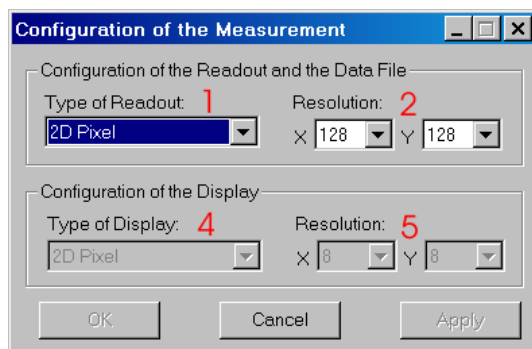 Configuration of the Measurement
Configuration of the Readout and the Data File
Type of Readout: 1 Resolution: 2
2D Pixel X 128 Y 128
Configuration of the Display
Type of Display: 4 Resolution: 5
2D Pixel X 8 Y 8
OK Cancel Apply